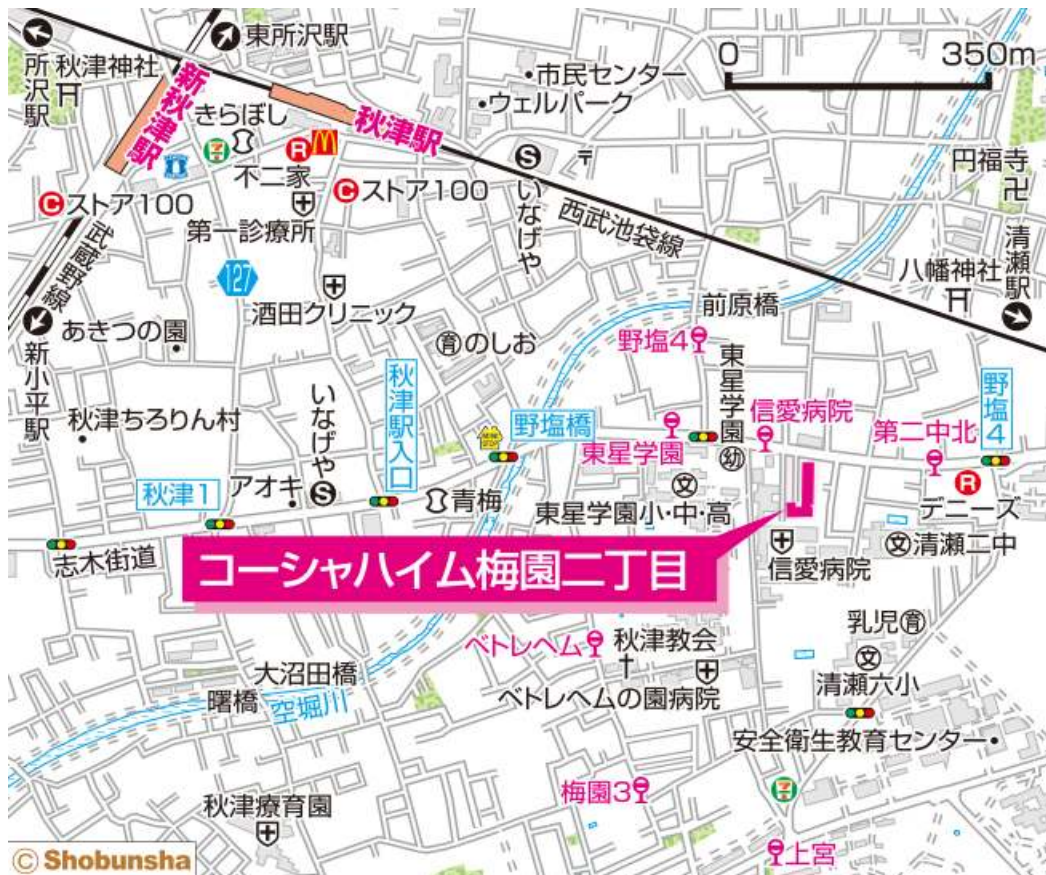 東所沢駅
0 350m
所沢駅
秋津神社
新秋津駅
市民センター
ウェルパーク
きらぼし
秋津駅
不二家
R
M
S
〒
円福寺
卍
C ストア100
C ストア100
いなげや
西武池袋線
第一診療所
武蔵野線
清瀬駅
八幡神社
127
酒田クリニック
前原橋
あきつの園
育 のしお
野塩4
新小平駅
東星学園
幼
秋津駅入口
いなげや
S
野塩橋
信愛病院
野塩4
秋津ちろりん村
東星学園
第二中北
R
デニーズ
秋津1
アオキ
青梅
文
東星学園小・中・高
文 清瀬二中
志木街道
コーシャハイム梅園二丁目
信愛病院
乳児 育
文
ベトレヘム
秋津教会
清瀬六小
大沼田橋
ベトレヘムの園病院
曙橋
空堀川
安全衛生教育センター
梅園3
秋津療育園
上宮
© Shobunsha